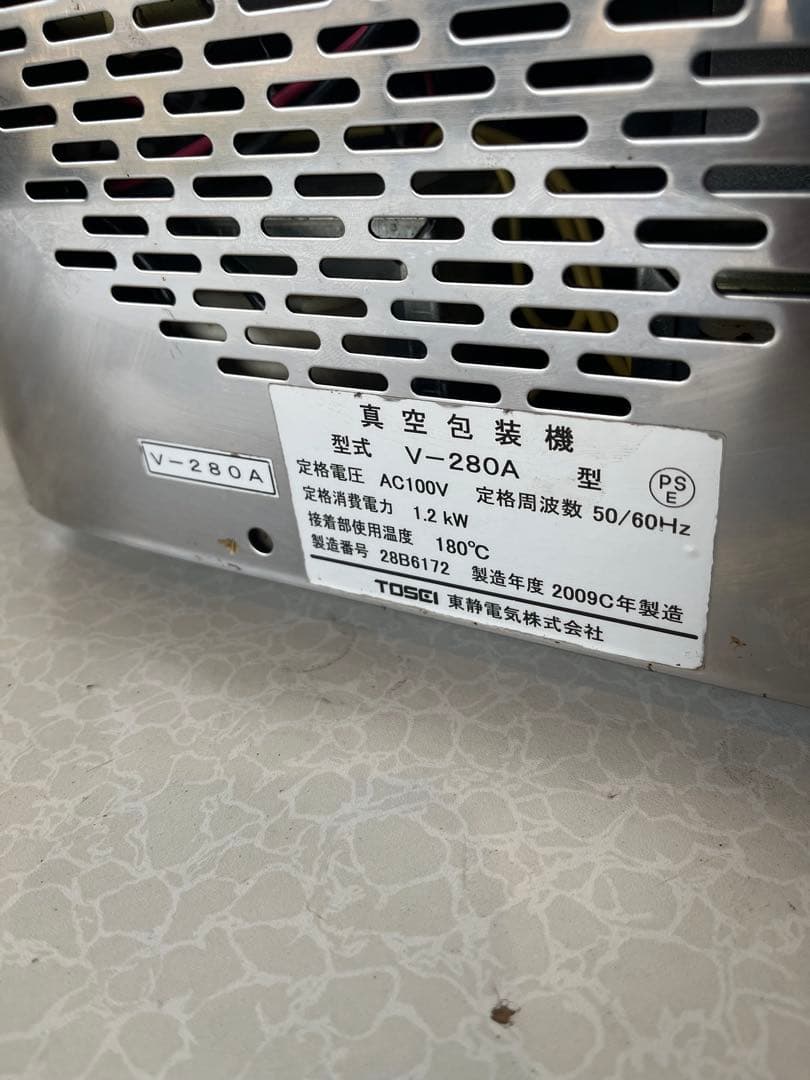 V-280A
真空包装機
型式 V-280A 型
定格電圧 AC100V 定格周波数 50/60Hz
定格消費電力 1.2 kW
接着部使用温度 180℃
製造番号 28B6172 製造年度 2009C年製造
TOSEI 東静電気株式会社
PS
E